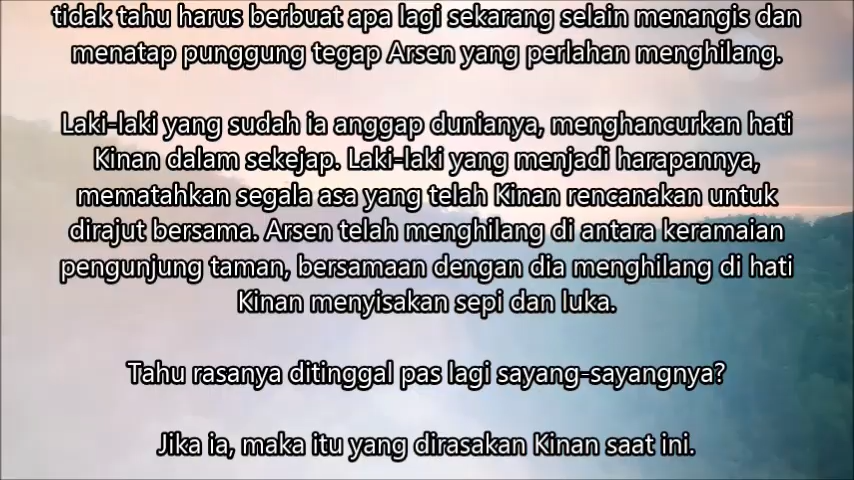 tidak tahu harus berbuat apa lagi sekarang selain menangis dan
menatap punggung tegap Arsen yang perlahan menghilang.
Laki-laki yang sudah ia anggap dunianya, menghancurkan hati
Kinan dalam sekejap. Laki-laki yang menjadi harapannya,
mematahkan segala asa yang telah Kinan rencanakan untuk
dirajut bersama. Arsen telah menghilang di antara keramaian
pengunjung taman, bersamaan dengan dia menghilang di hati
Kinan menyisakan sepi dan luka.
Tahu rasanya ditinggal pas lagi sayang-sayangnya?
Jika ia, maka itu yang dirasakan Kinan saat ini.